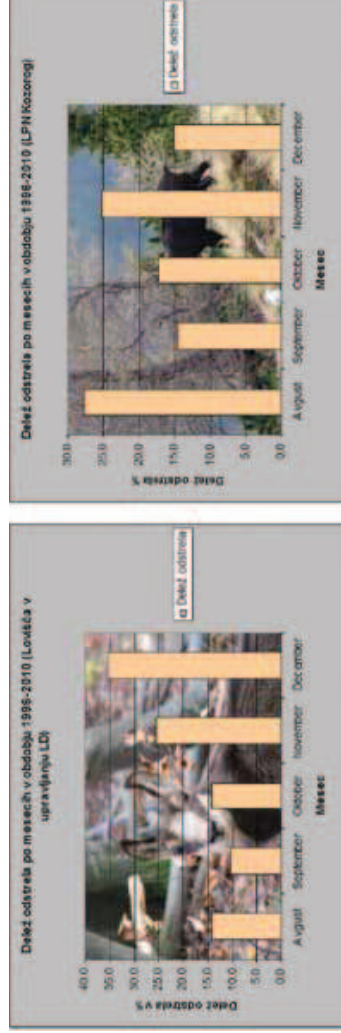 Delež odstrela po mesecih v obdobju 1996-2010 (Lovišča v
upravljanju LD)
Delež odstrela v %
40.0
35.0
30.0
25.0
20.0
15.0
10.0
5.0
0.0
Avgust September Oktober November December
Mesec
Delež odstrela
Delež odstrela po mesecih v obdobju 1996-2010 (LPN Kozorog)
Delež odstrela %
30.0
25.0
20.0
15.0
10.0
5.0
0.0
Avgust September Oktober November December
Mesec
Delež odstrela